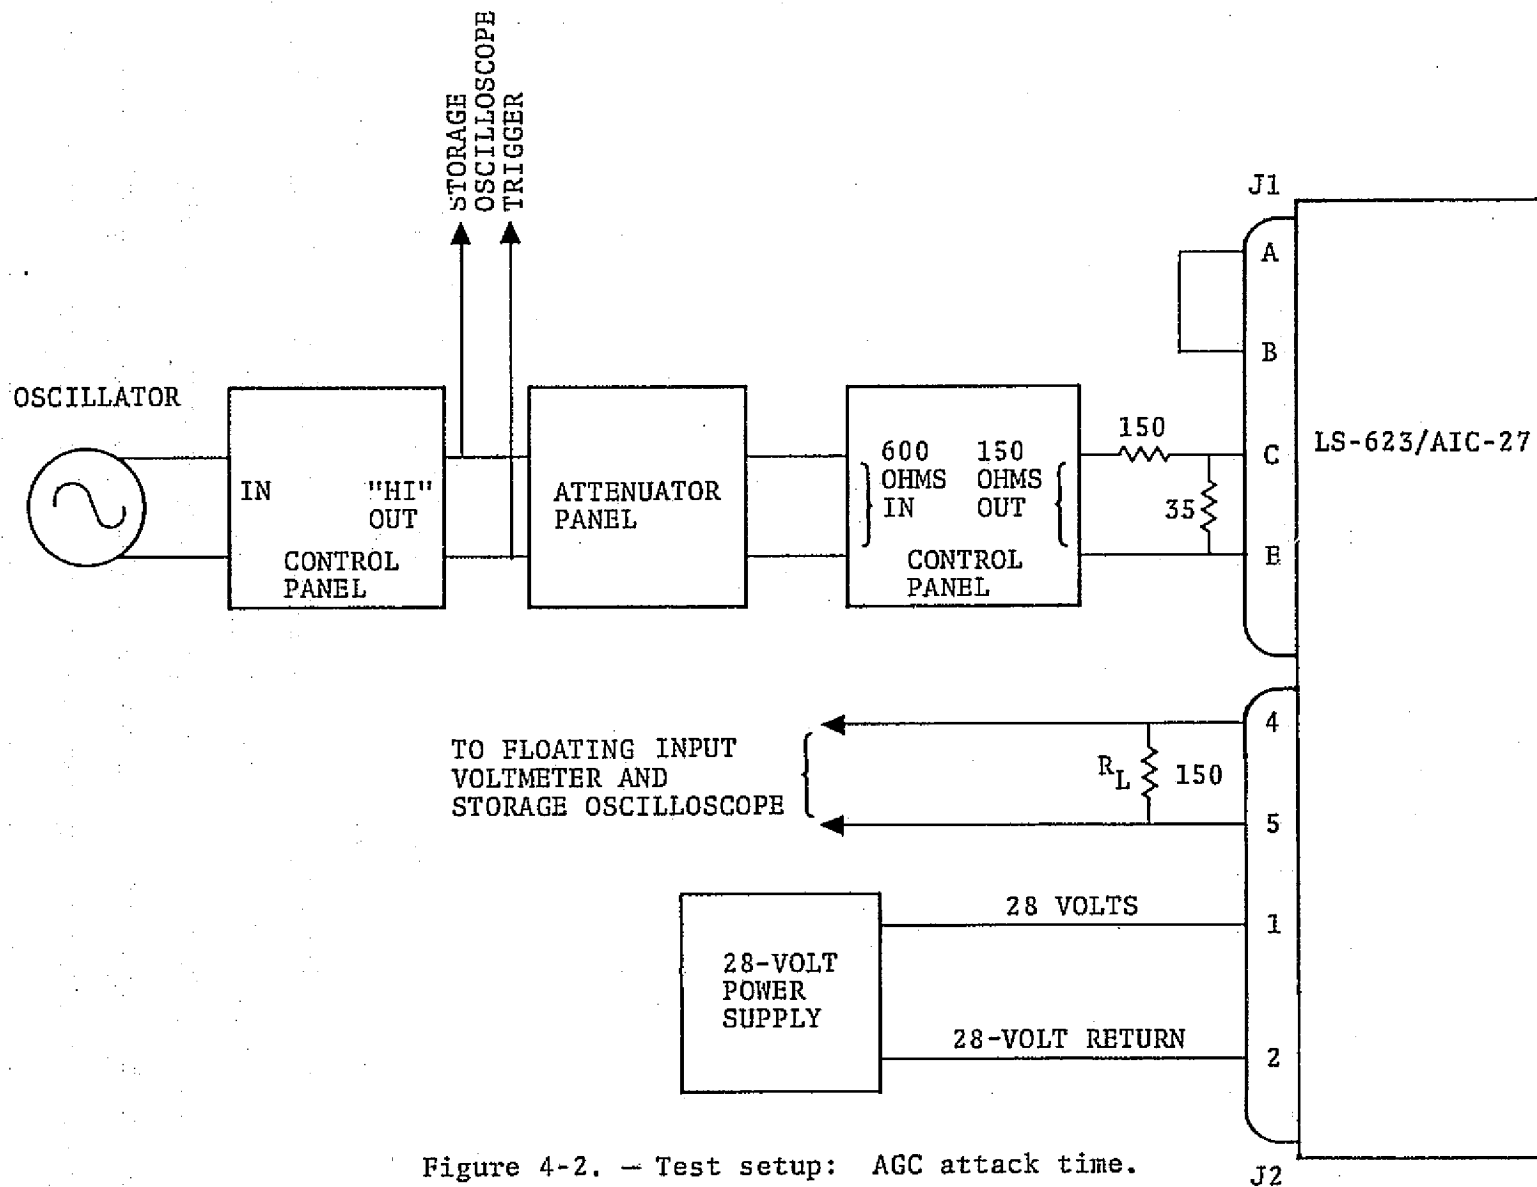 STORAGE
OSCILLOSCOPE
TRIGGER
J1
A
B
OSCILLATOR
IN
"HI"
OUT
CONTROL
PANEL
ATTENUATOR
PANEL
600
OHMS
IN
150
OHMS
OUT
CONTROL
PANEL
150
35
C
E
LS-623/AIC-27
TO FLOATING INPUT
VOLTMETER AND
STORAGE OSCILLOSCOPE
RL
150
4
5
28-VOLT
POWER
SUPPLY
28 VOLTS
1
28-VOLT RETURN
2
J2
Figure 4-2. — Test setup: AGC attack time.